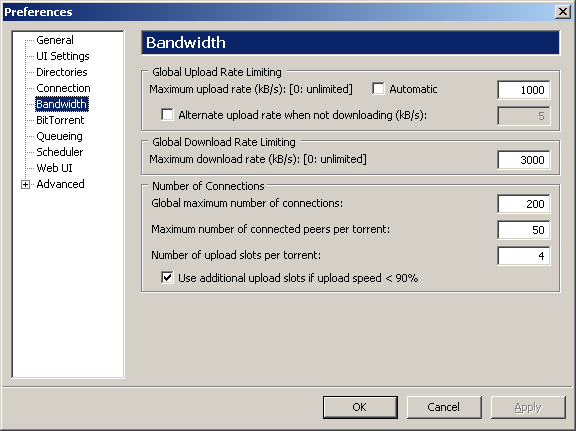 Preferences
General
UI Settings
Directories
Connection
Bandwidth
BitTorrent
Queueing
Scheduler
Web UI
Advanced
Bandwidth
Global Upload Rate Limiting
Maximum upload rate (kB/s): [0: unlimited] Automatic 1000
Alternate upload rate when not downloading (kB/s): 5
Global Download Rate Limiting
Maximum download rate (kB/s): [0: unlimited] 3000
Number of Connections
Global maximum number of connections: 200
Maximum number of connected peers per torrent: 50
Number of upload slots per torrent: 4
Use additional upload slots if upload speed < 90%
OK Cancel Apply